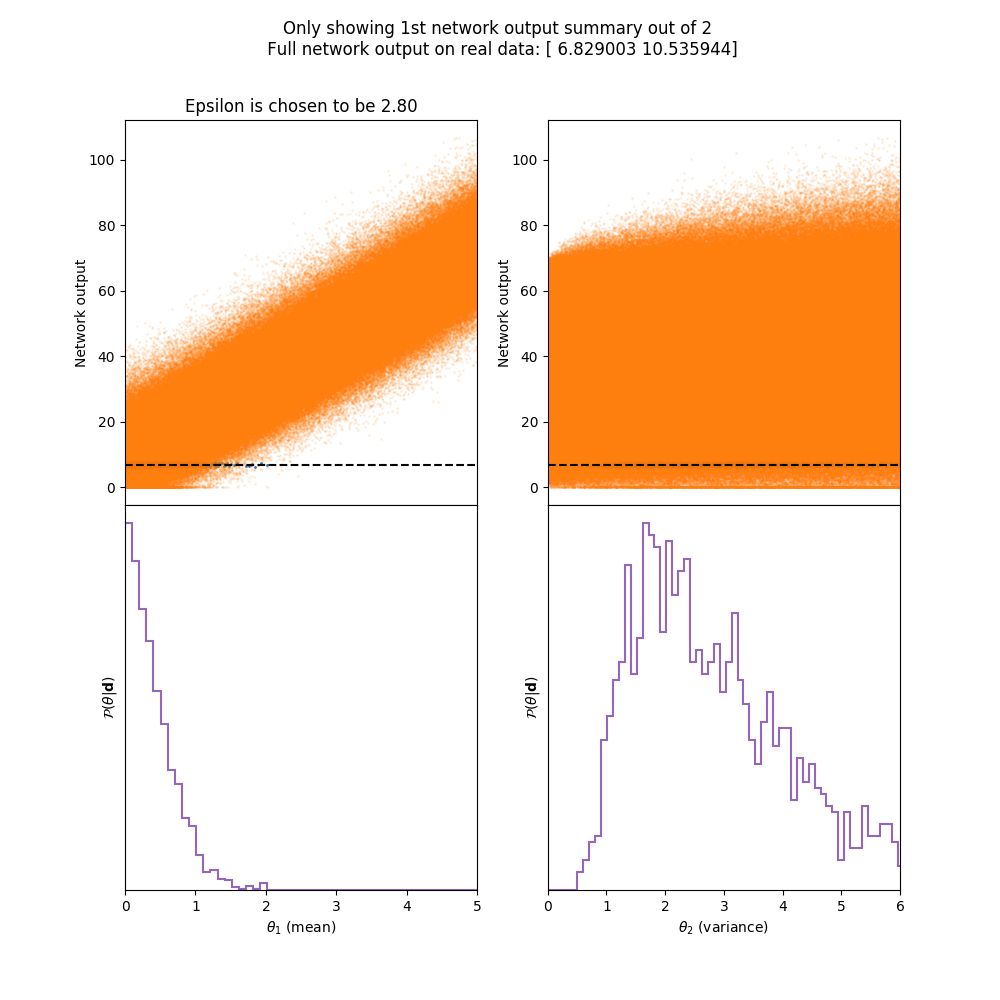 Only showing 1st network output summary out of 2
Full network output on real data: [ 6.829003 10.535944]
Epsilon is chosen to be 2.80
100
80
60
40
20
0
Network output
100
80
60
40
20
0
Network output
𝒫(θ|𝐝)
0 1 2 3 4 5
θ₁ (mean)
𝒫(θ|𝐝)
0 1 2 3 4 5 6
θ₂ (variance)